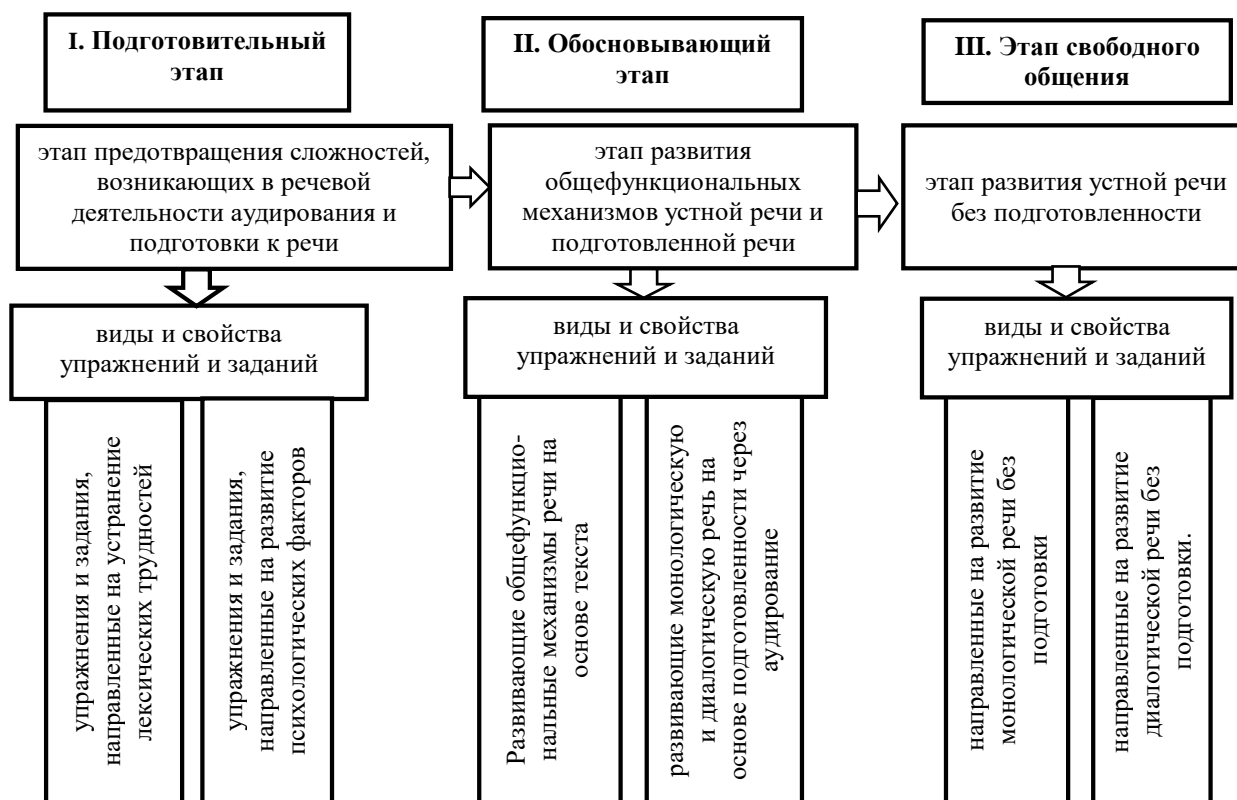 I. Подготовительный
этап
II. Обосновывающий
этап
III. Этап свободного
общения
этап предотвращения сложностей,
возникающих в речевой
деятельности аудирования и
подготовки к речи
этап развития
общефункциональных
механизмов устной речи и
подготовленной речи
этап развития устной речи
без подготовленности
виды и свойства
упражнений и заданий
виды и свойства
упражнений и заданий
виды и свойства
упражнений и заданий
упражнения и задания,
направленные на устранение
лексических трудностей
упражнения и задания,
направленные на развитие
психологических факторов
Развивающие общефункцио-
нальные механизмы речи на
основе текста
развивающие монологическую
и диалогическую речь на
основе подготовленности через
аудирование
направленные на развитие
монологической речи без
подготовки
направленные на развитие
диалогической речи без
подготовки.